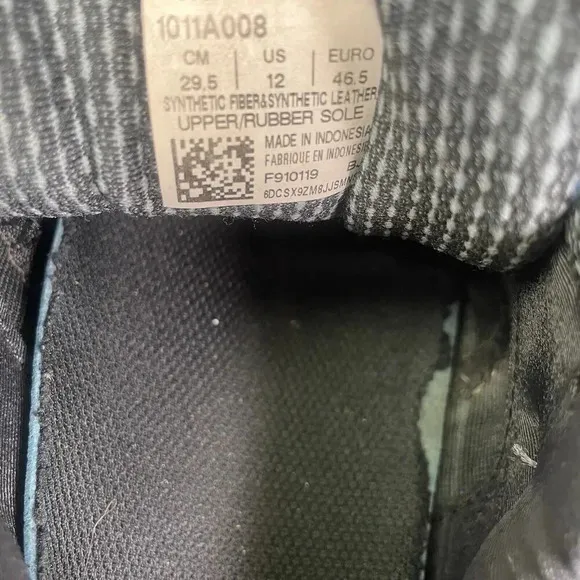 1011A008
CM US EURO
29.5 12 46.5
SYNTHETIC FIBER&SYNTHETIC LEATHER
UPPER/RUBBER SOLE
MADE IN INDONESIA
FABRIQUE EN INDONESIE
F910119